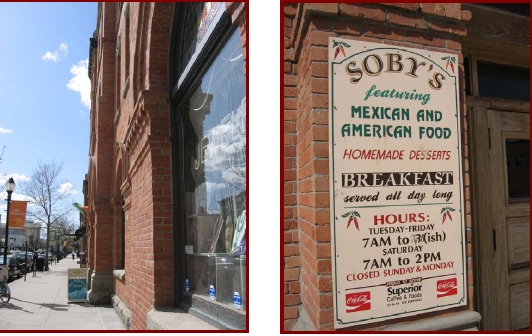 SOBY'S
featuring
MEXICAN AND
AMERICAN FOOD
HOMEMADE DESSERTS
BREAKFAST
served all day long
HOURS:
TUESDAY-FRIDAY
7AM to 3(ish)
SATURDAY
7AM to 2PM
CLOSED SUNDAY & MONDAY
Superior
Coffee & Foods
Coca-Cola
Coca-Cola